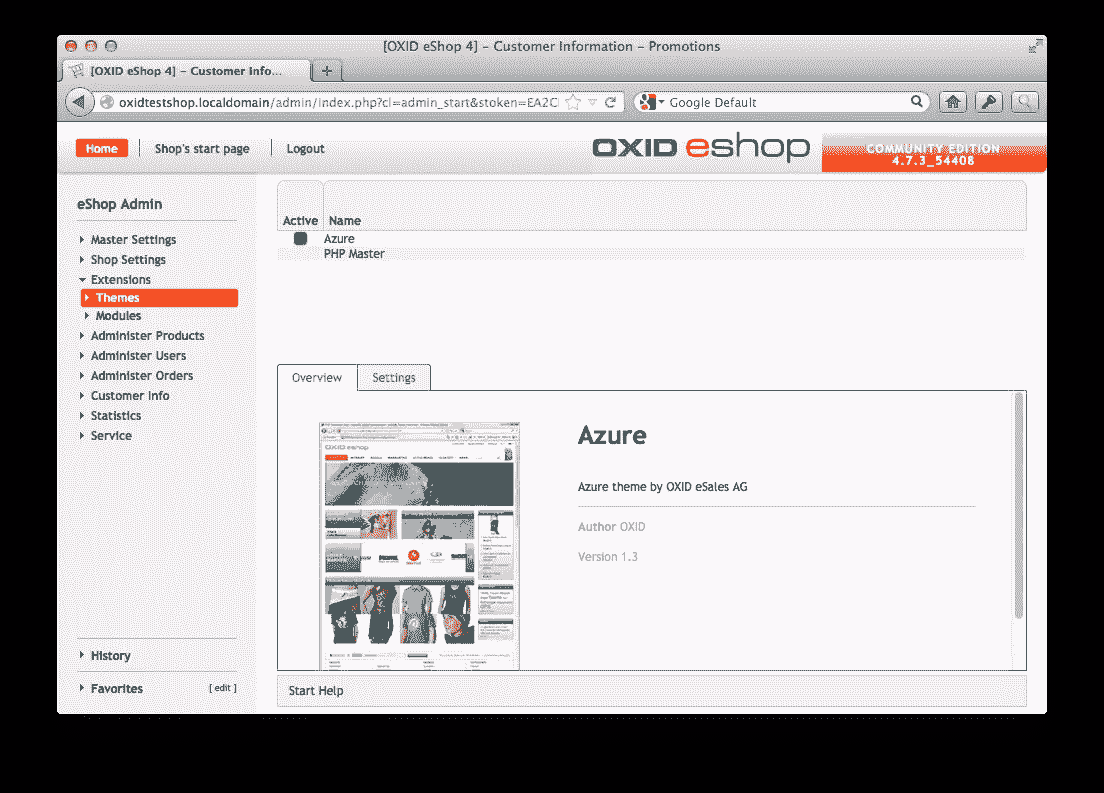 [OXID eShop 4] – Customer Information – Promotions
[OXID eShop 4] – Customer Info...
oxidtestshop.localdomain/admin/index.php?cl=admin_start&stoken=EA2C
Google Default
Home
Shop's start page
Logout
OXID eshop
COMMUNITY EDITION
4.7.3_54408
eShop Admin
Master Settings
Shop Settings
Extensions
Themes
Modules
Administer Products
Administer Users
Administer Orders
Customer Info
Statistics
Service
History
Favorites
[ edit ]
Active
Name
Azure
PHP Master
Overview
Settings
OXID eshop
Azure
Azure theme by OXID eSales AG
Author OXID
Version 1.3
Start Help